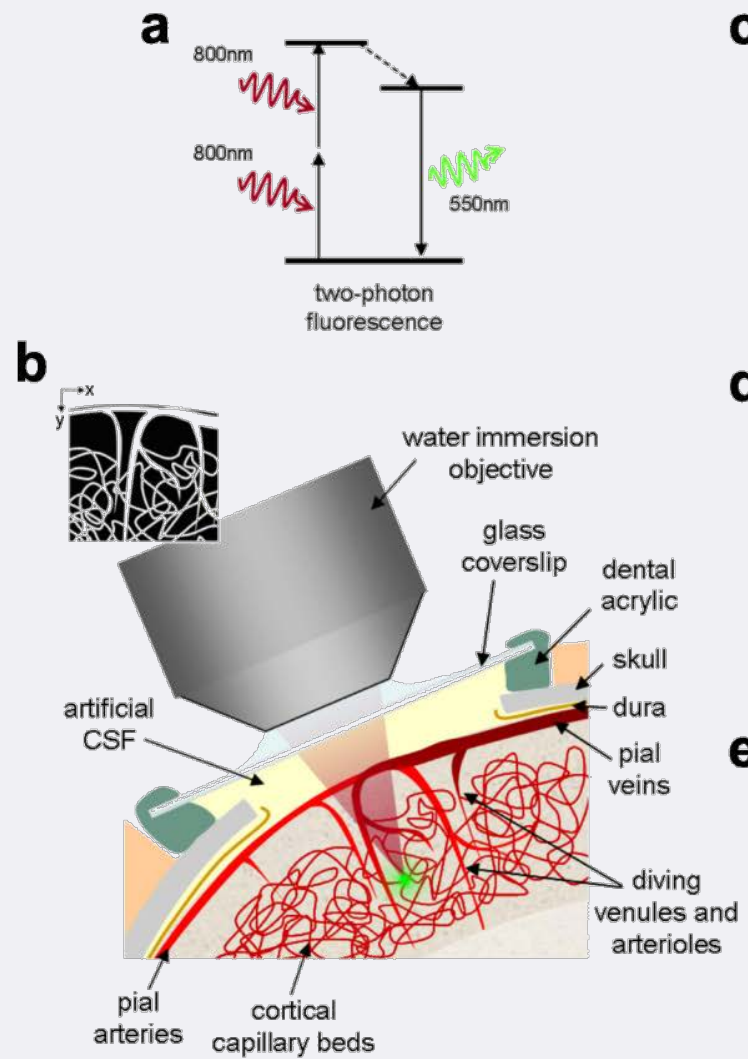 a
800nm
800nm
550nm
two-photon
fluorescence
b
x
y
water immersion
objective
glass
coverslip
dental
acrylic
skull
dura
pial
veins
artificial
CSF
diving
venules and
arterioles
pial
arteries
cortical
capillary beds
d
e